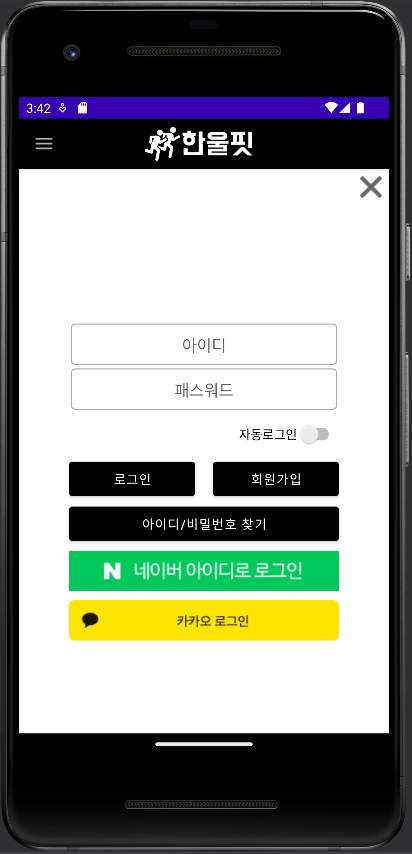 3:42
한울핏
아이디
패스워드
자동로그인
로그인 회원가입
아이디/비밀번호 찾기
N 네이버 아이디로 로그인
카카오 로그인